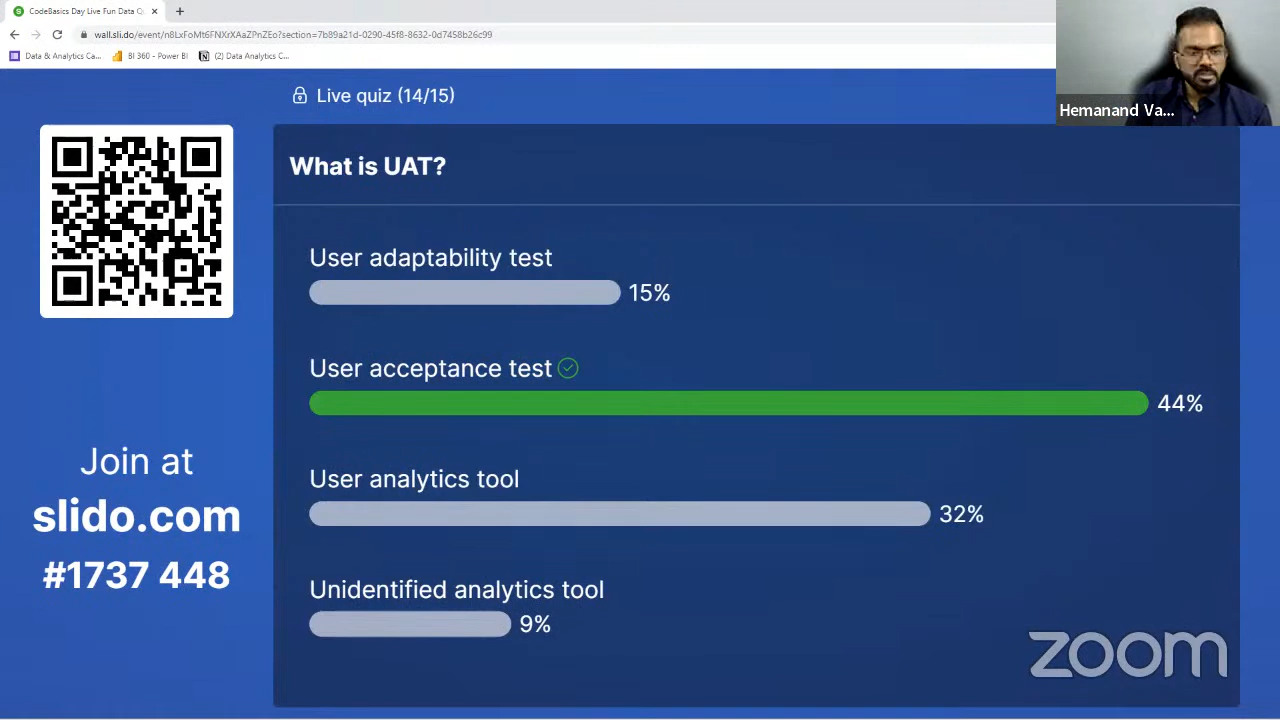 CodeBasics Day Live Fun Data Q
wall.sli.do/event/n8LxFoMt6FNXrXAaZPnZEo?section=7b89a21d-0290-45f8-8632-0d7458b26c99
Data & Analytics Ca...
BI 360 - Power BI
(2) Data Analytics C...
Hemanand Va...
Live quiz (14/15)
What is UAT?
User adaptability test
15%
User acceptance test
44%
User analytics tool
32%
Unidentified analytics tool
9%
Join at
slido.com
#1737 448
zoom